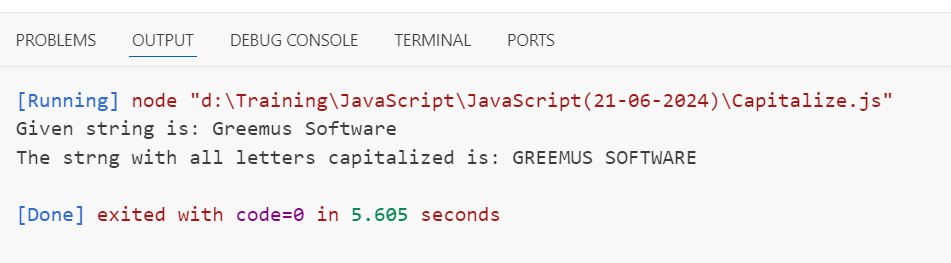 PROBLEMS OUTPUT DEBUG CONSOLE TERMINAL PORTS
[Running] node "d:\Training\JavaScript\JavaScript(21-06-2024)\Capitalize.js"
Given string is: Greemus Software
The strng with all letters capitalized is: GREEMUS SOFTWARE
[Done] exited with code=0 in 5.605 seconds